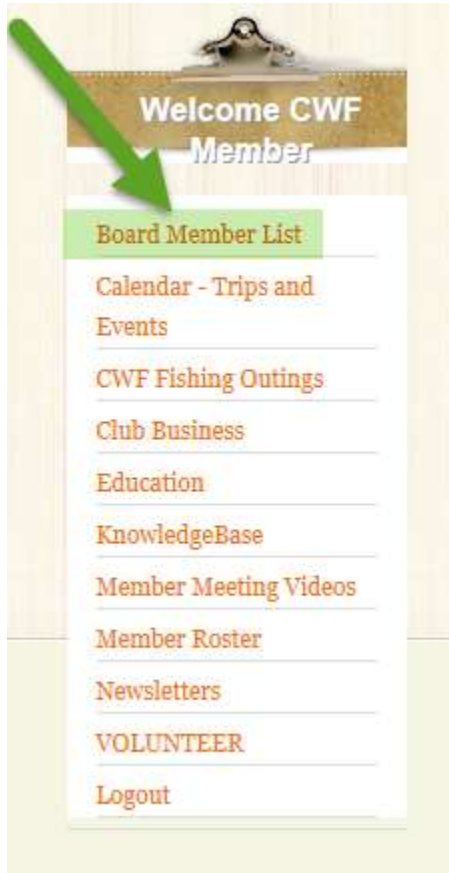 Welcome CWF
Member
Board Member List
Calendar - Trips and
Events
CWF Fishing Outings
Club Business
Education
KnowledgeBase
Member Meeting Videos
Member Roster
Newsletters
VOLUNTEER
Logout